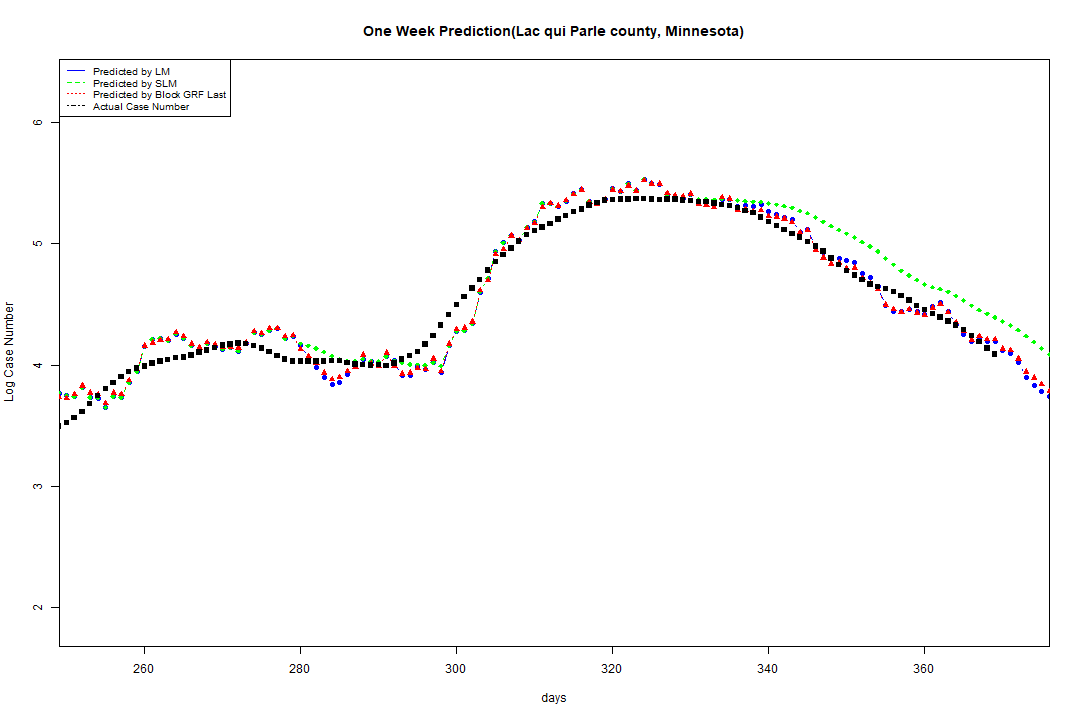 One Week Prediction(Lac qui Parle county, Minnesota)
Predicted by LM
Predicted by SLM
Predicted by Block GRF Last
Actual Case Number
6
5
4
3
2
Log Case Number
260 280 300 320 340 360
days